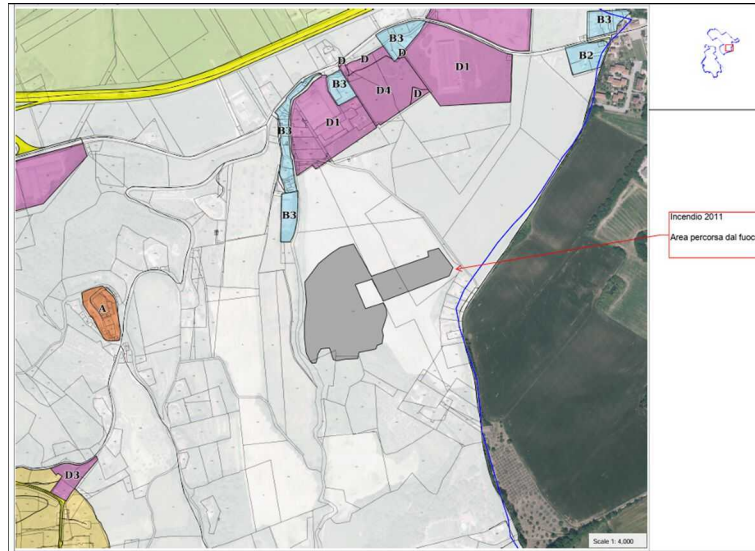 B3
B3
B2
D
D
D
D1
B3
D4
D
D1
B3
B3
Incendio 2011
Area percorsa dal fuoc
A
D3
Scale 1: 4,000